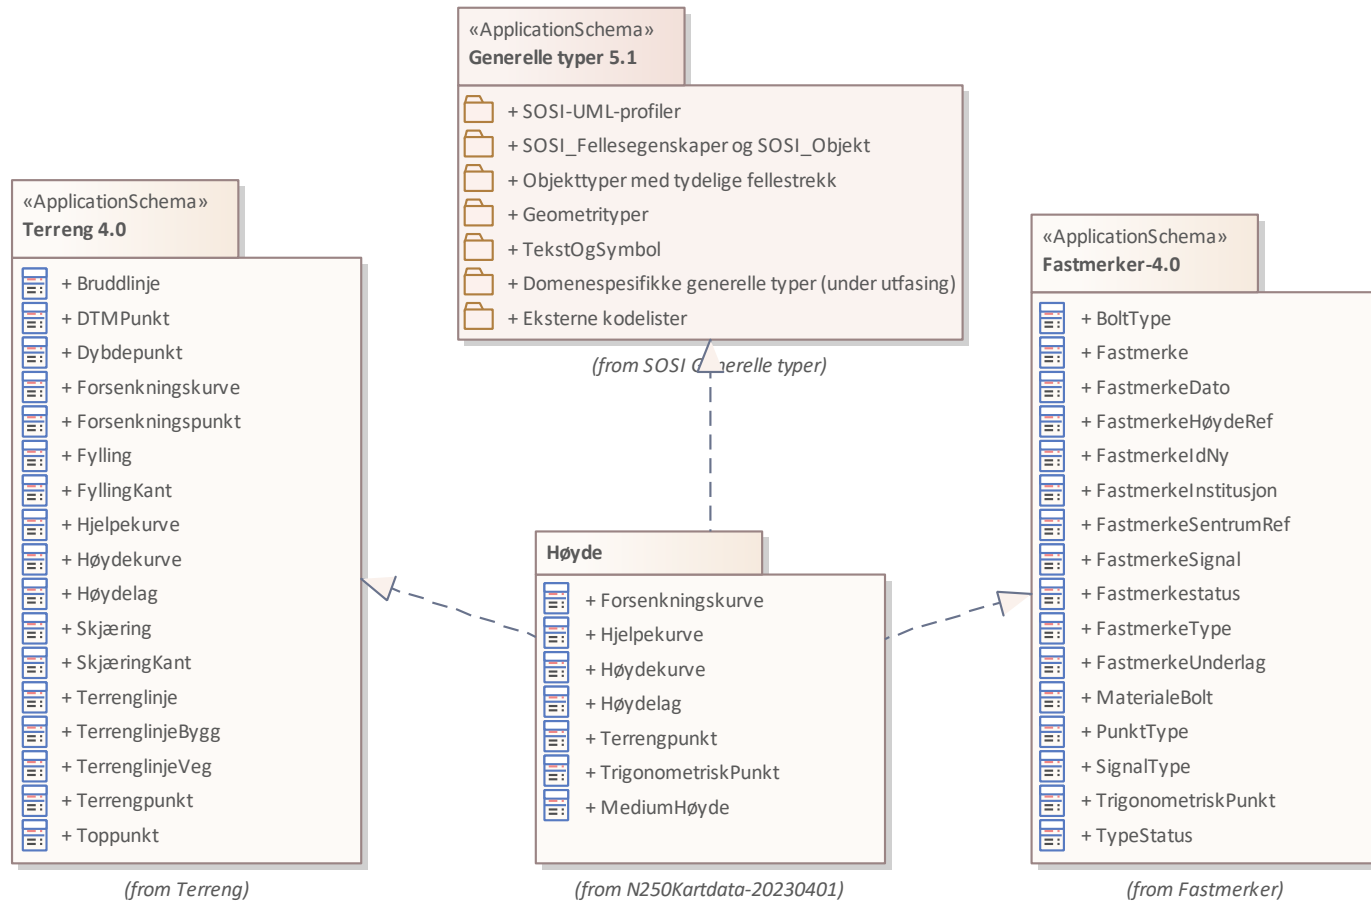 «ApplicationSchema»
Generelle typer 5.1
+ SOSI-UML-profiler
+ SOSI_Fellesegenskaper og SOSI_Objekt
+ Objekttyper med tydelige fellestrekk
+ Geometrityper
+ TekstOgSymbol
+ Domenespesifikke generelle typer (under utfasing)
+ Eksterne kodelister
(from SOSI Generelle typer)
«ApplicationSchema»
Terreng 4.0
+ Bruddlinje
+ DTMPunkt
+ Dybdepunkt
+ Forsenkningskurve
+ Forsenkningspunkt
+ Fylling
+ FyllingKant
+ Hjelpekurve
+ Høydekurve
+ Høydelag
+ Skjæring
+ SkjæringKant
+ Terrenglinje
+ TerrenglinjeBygg
+ TerrenglinjeVeg
+ Terrengpunkt
+ Toppunkt
(from Terreng)
Høyde
+ Forsenkningskurve
+ Hjelpekurve
+ Høydekurve
+ Høydelag
+ Terrengpunkt
+ TrigonometriskPunkt
+ MediumHøyde
(from N250Kartdata-20230401)
«ApplicationSchema»
Fastmerker-4.0
+ BoltType
+ Fastmerke
+ FastmerkeDato
+ FastmerkeHøydeRef
+ FastmerkeIdNy
+ FastmerkeInstitusjon
+ FastmerkeSentrumRef
+ FastmerkeSignal
+ Fastmerkestatus
+ FastmerkeType
+ FastmerkeUnderlag
+ MaterialeBolt
+ PunktType
+ SignalType
+ TrigonometriskPunkt
+ TypeStatus
(from Fastmerker)